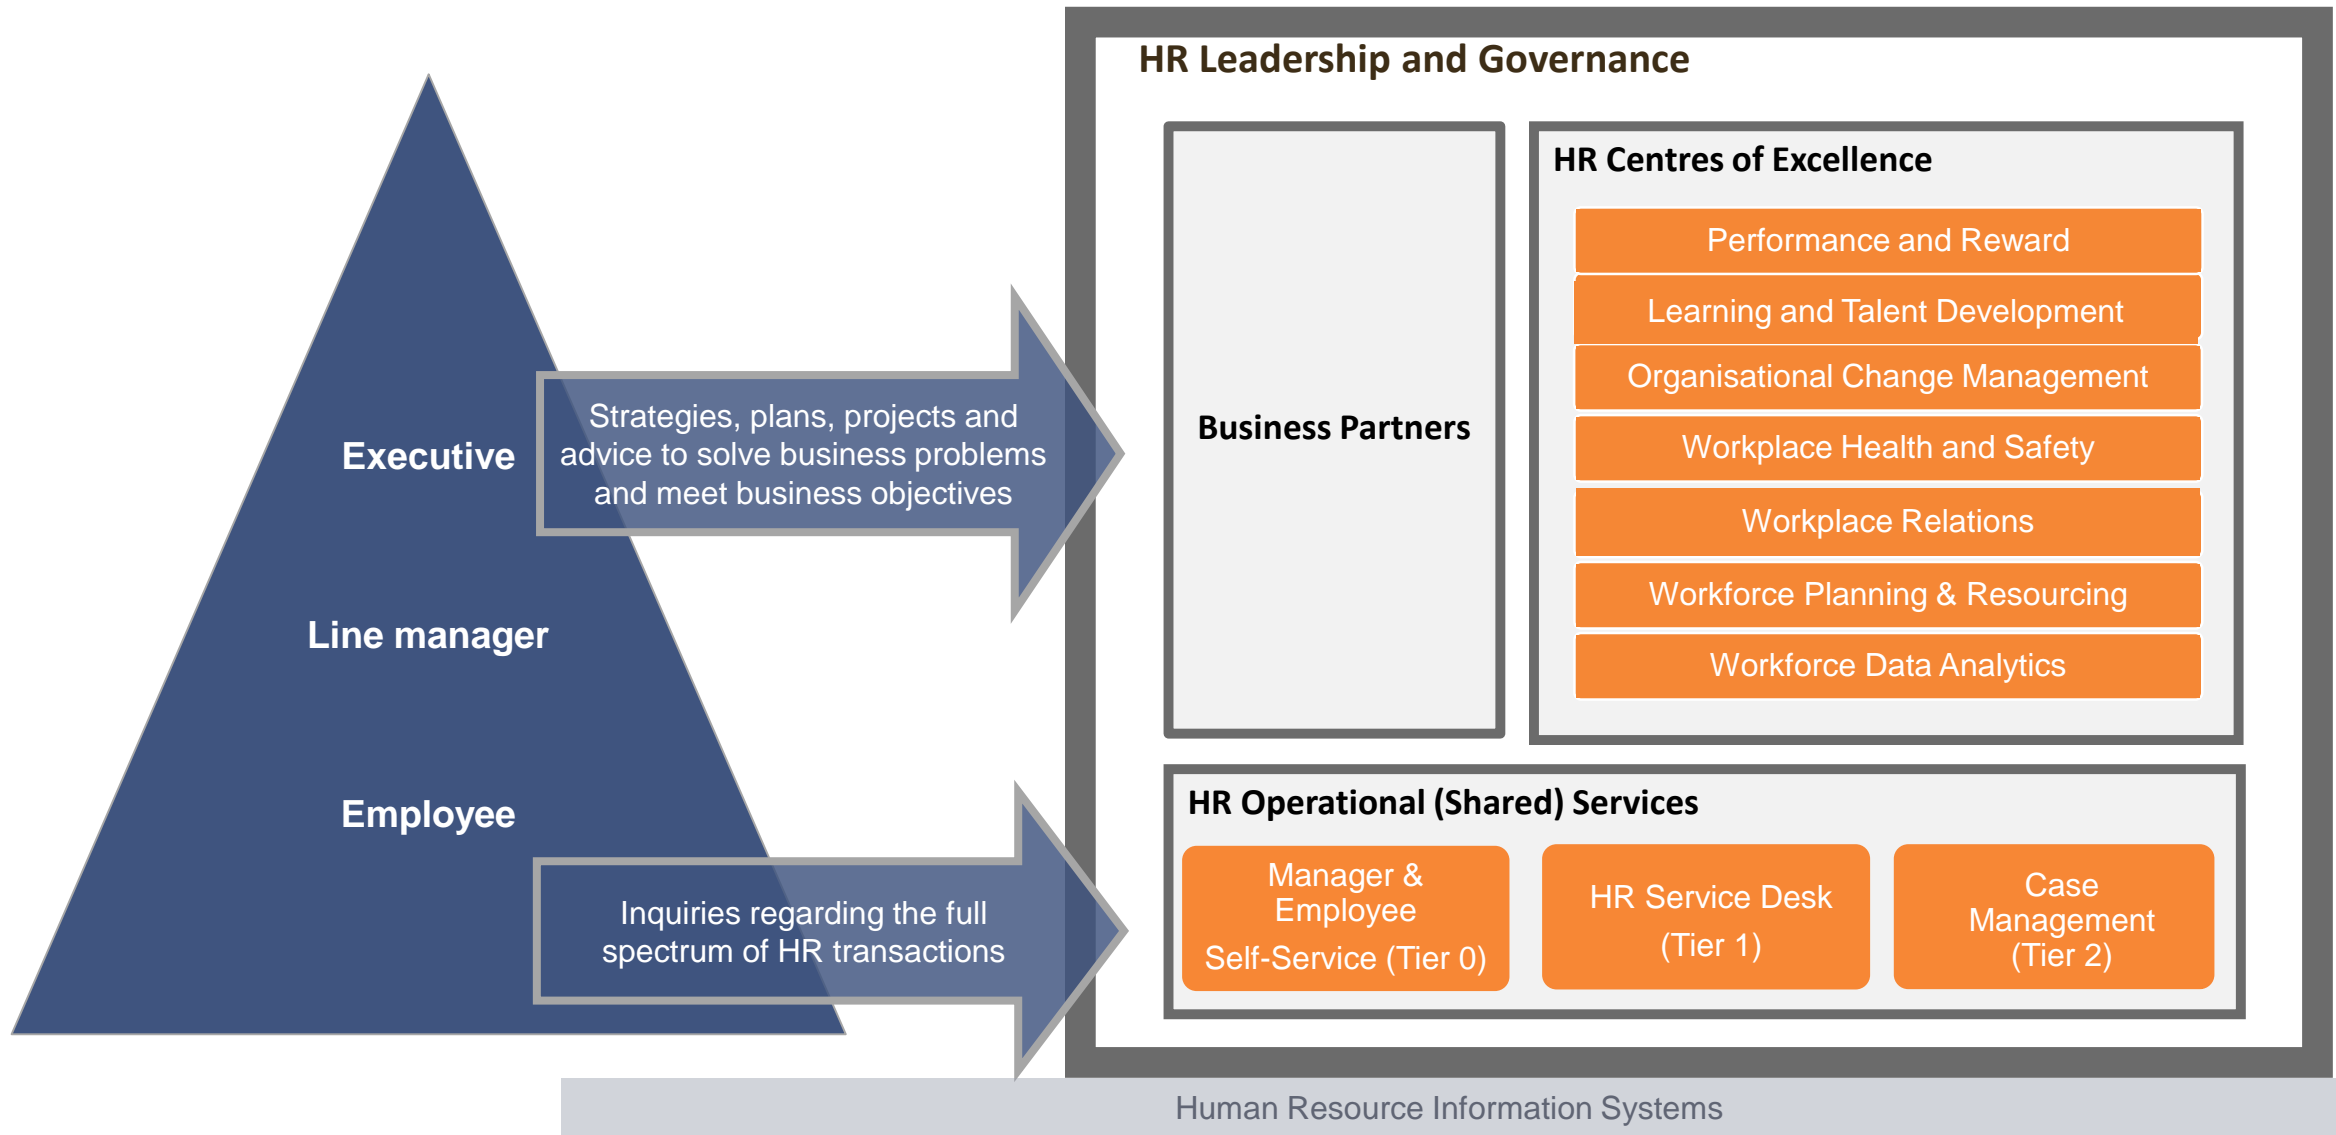 HR Leadership and Governance
Executive
Line manager
Employee
Strategies, plans, projects and
advice to solve business problems
and meet business objectives
Inquiries regarding the full
spectrum of HR transactions
Business Partners
HR Centres of Excellence
Performance and Reward
Learning and Talent Development
Organisational Change Management
Workplace Health and Safety
Workplace Relations
Workforce Planning & Resourcing
Workforce Data Analytics
HR Operational (Shared) Services
Manager &
Employee
Self-Service (Tier 0)
HR Service Desk
(Tier 1)
Case
Management
(Tier 2)
Human Resource Information Systems